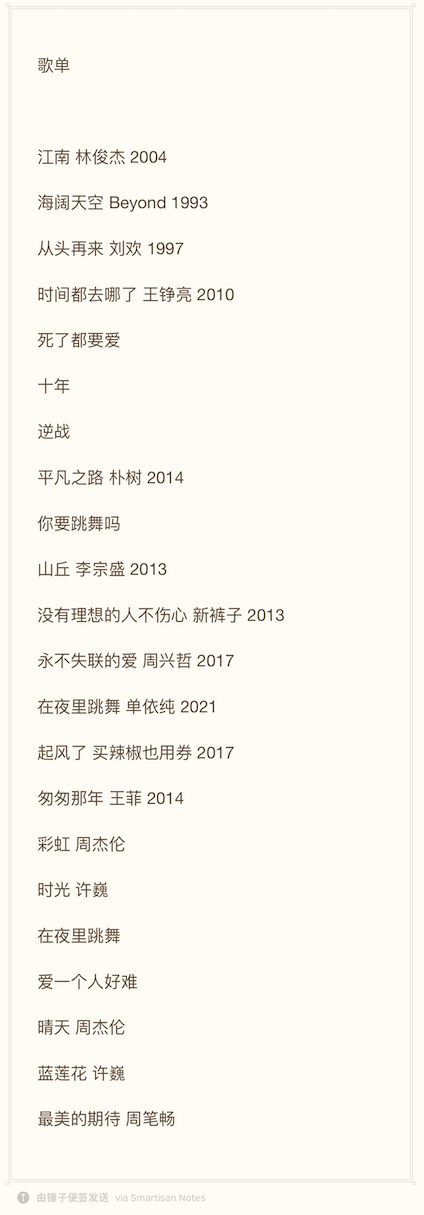 歌单
江南 林俊杰 2004
海阔天空 Beyond 1993
从头再来 刘欢 1997
时间都去哪了 王铮亮 2010
死了都要爱
十年
逆战
平凡之路 朴树 2014
你要跳舞吗
山丘 李宗盛 2013
没有理想的人不伤心 新裤子 2013
永不失联的爱 周兴哲 2017
在夜里跳舞 单依纯 2021
起风了 买辣椒也用券 2017
匆匆那年 王菲 2014
彩虹 周杰伦
时光 许巍
在夜里跳舞
爱一个人好难
晴天 周杰伦
蓝莲花 许巍
最美的期待 周笔畅
T 由锤子便签发送 via Smartisan Notes